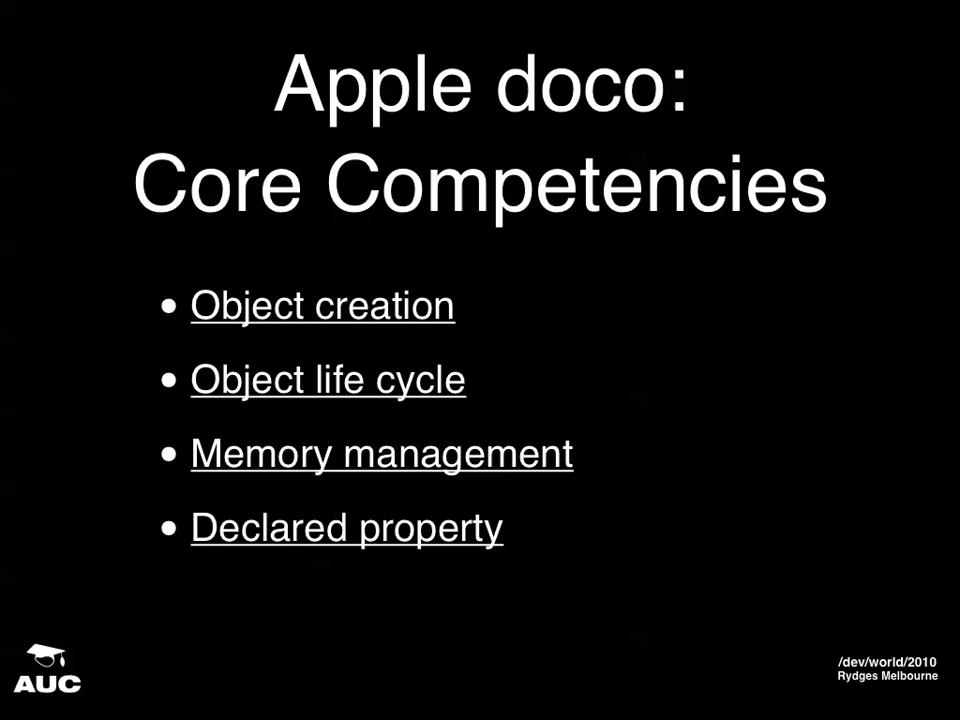 Apple doco:
Core Competencies
• Object creation
• Object life cycle
• Memory management
• Declared property
AUC
/dev/world/2010
Rydges Melbourne